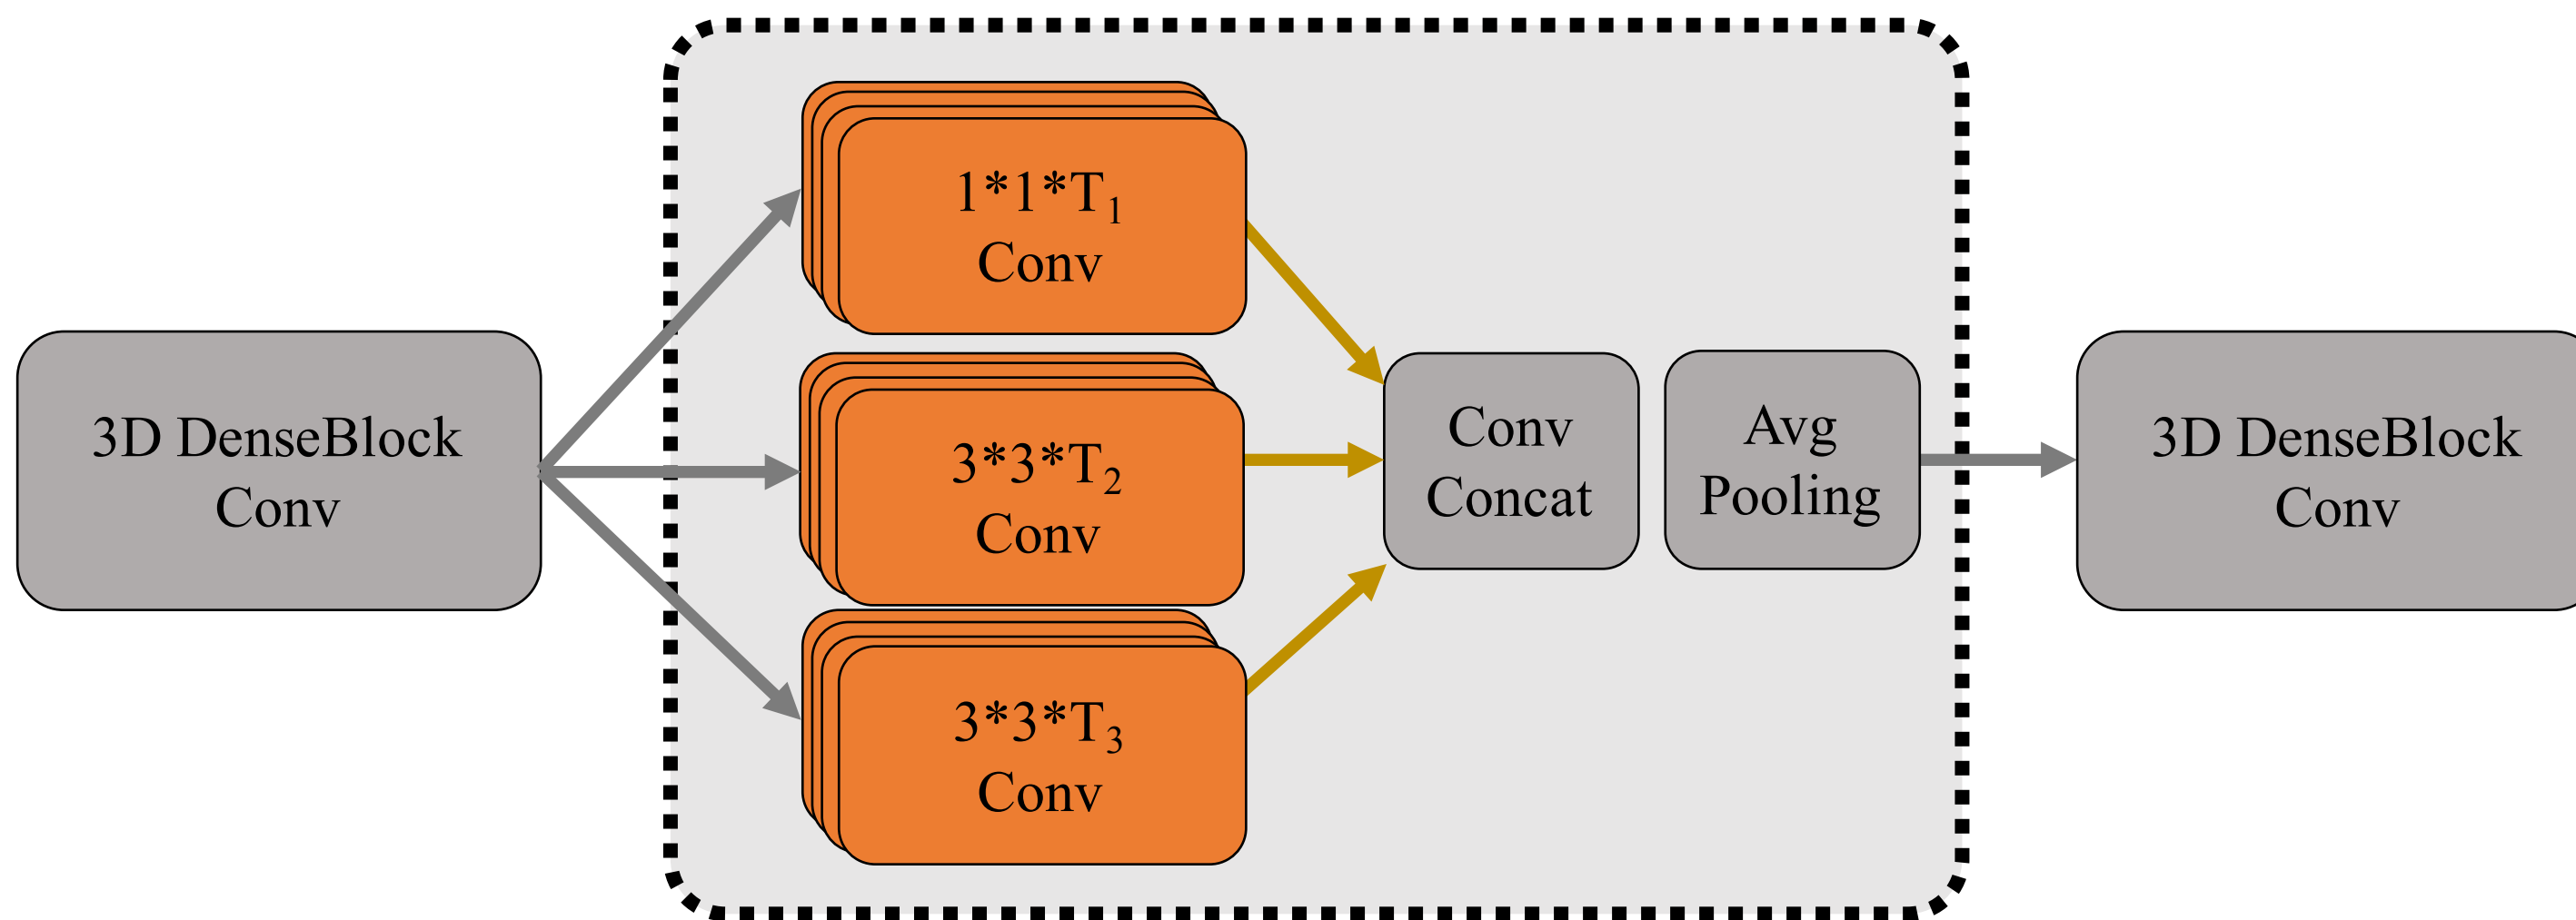 3D DenseBlock
Conv
1*1*T₁
Conv
3*3*T₂
Conv
3*3*T₃
Conv
Conv
Concat
Avg
Pooling
3D DenseBlock
Conv